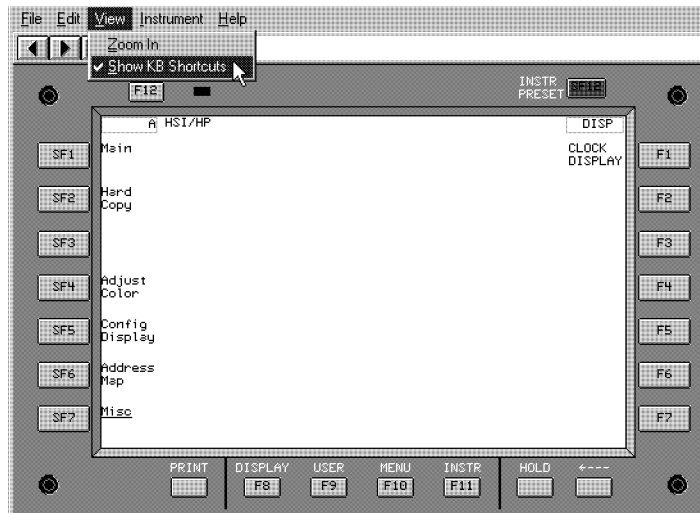 File Edit View Instrument Help
Zoom In
✓ Show KB Shortcuts
F12
INSTR
PRESET SF12
A HSI/HP DISP
SF1 Main CLOCK
DISPLAY F1
SF2 Hard
Copy F2
SF3 F3
SF4 Adjust
Color F4
SF5 Config
Display F5
SF6 Address
Map F6
SF7 Misc F7
PRINT DISPLAY USER MENU INSTR HOLD <---
F8 F9 F10 F11